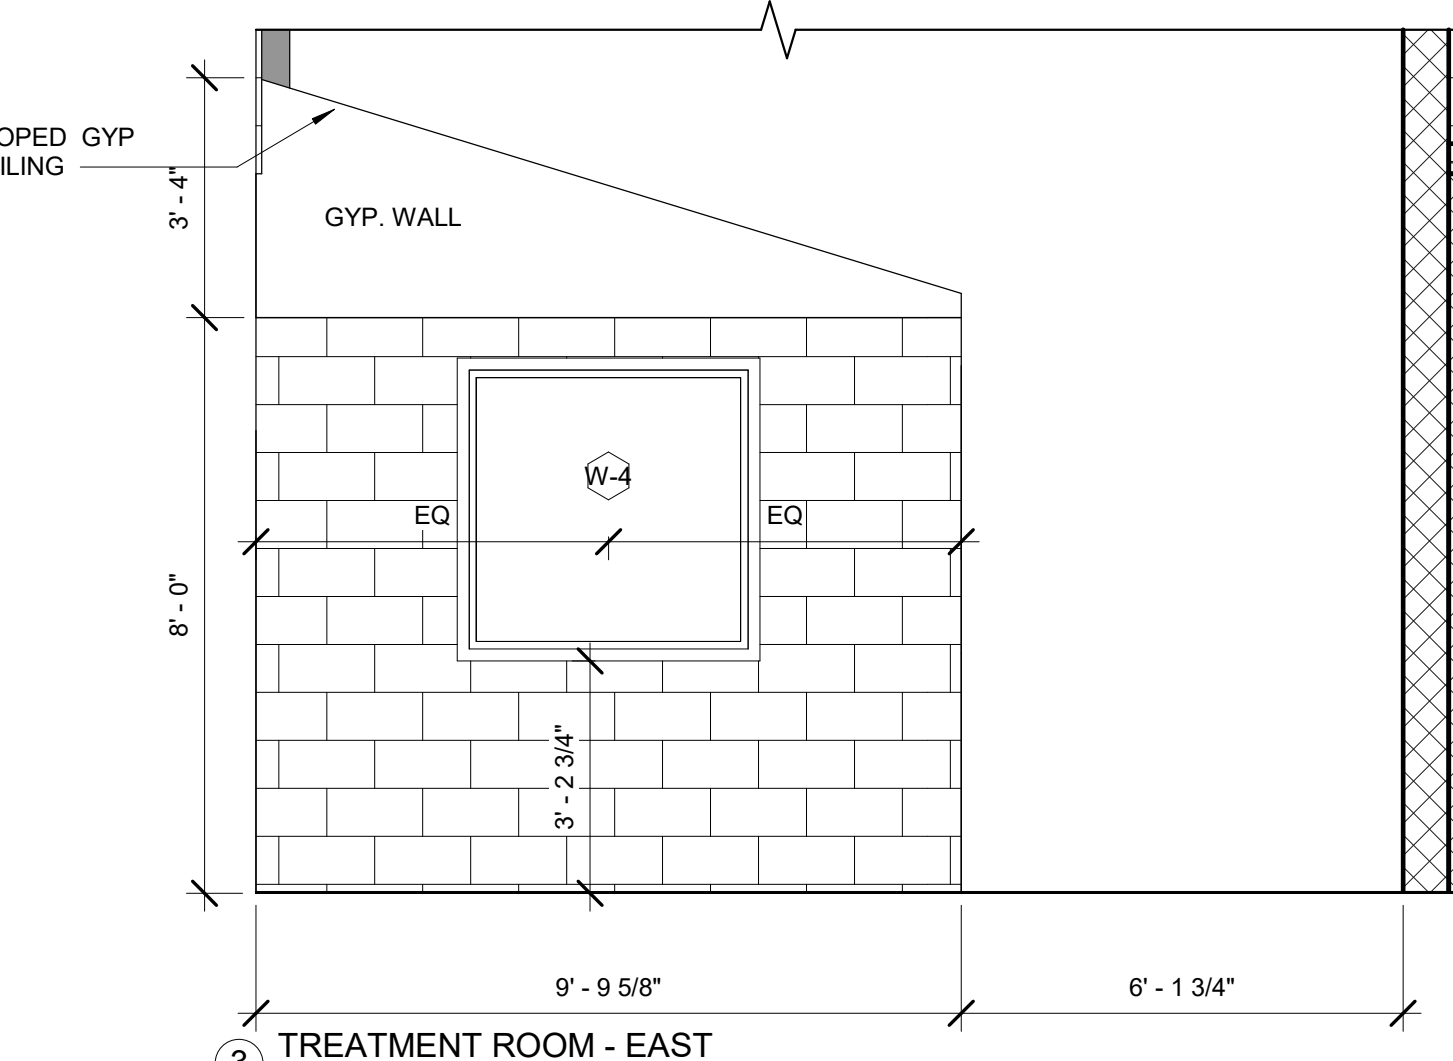 OPED GYP
ILING
3' - 4"
GYP. WALL
W-4
EQ
EQ
8' - 0"
3' - 2 3/4"
9' - 9 5/8"
6' - 1 3/4"
3
TREATMENT ROOM - EAST